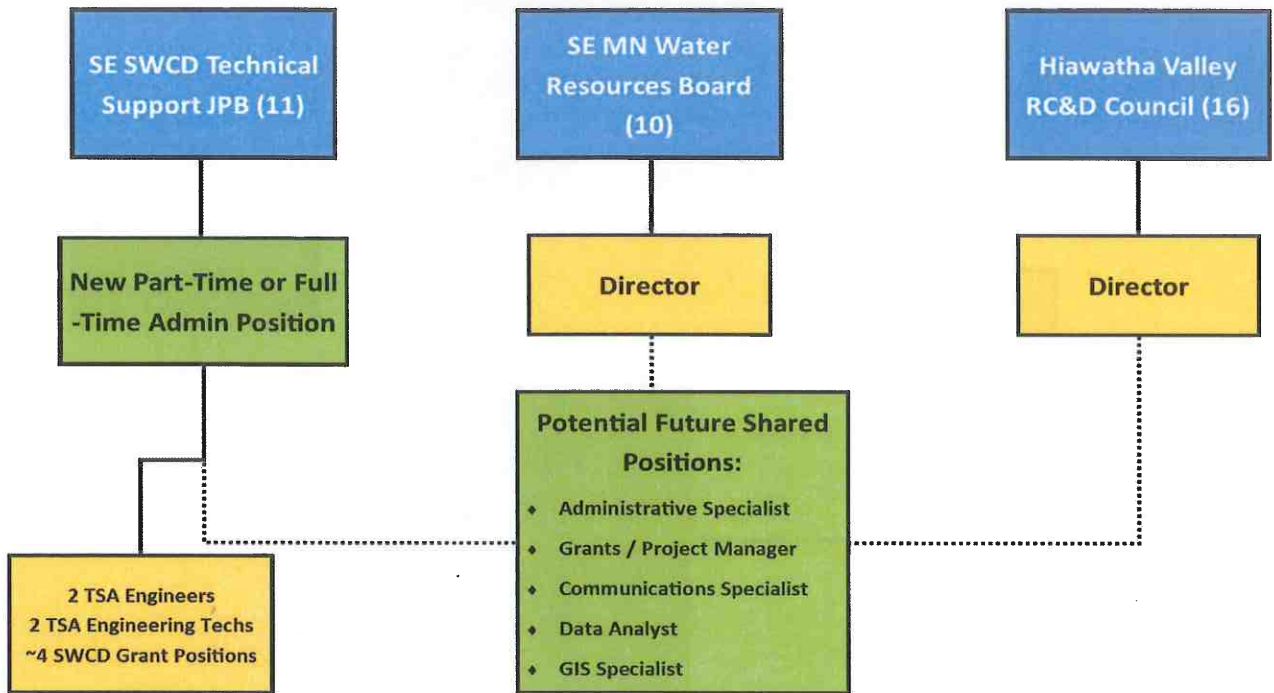 SE SWCD Technical
Support JPB (11)
SE MN Water
Resources Board
(10)
Hiawatha Valley
RC&D Council (16)
New Part-Time or Full
-Time Admin Position
Director
Director
Potential Future Shared
Positions:
♦ Administrative Specialist
♦ Grants / Project Manager
♦ Communications Specialist
♦ Data Analyst
♦ GIS Specialist
2 TSA Engineers
2 TSA Engineering Techs
~4 SWCD Grant Positions